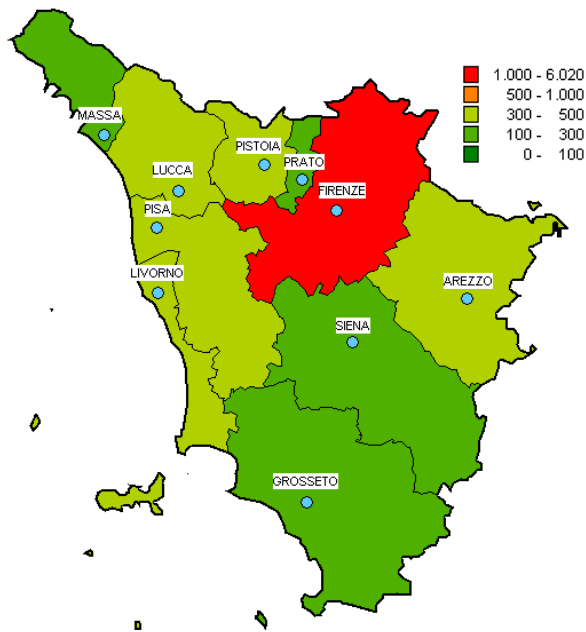 1.000 - 6.020
500 - 1.000
300 - 500
100 - 300
0 - 100
MASSA
PISTOIA
LUCCA
PRATO
FIRENZE
PISA
LIVORNO
AREZZO
SIENA
GROSSETO